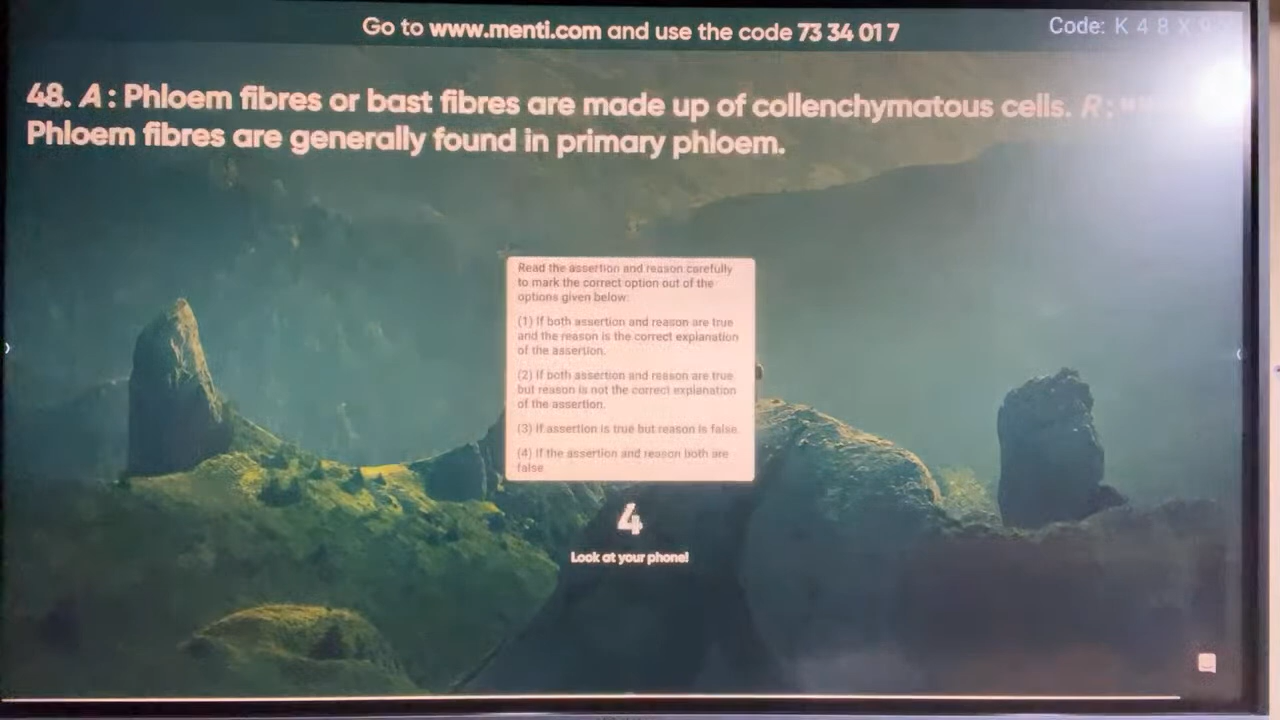 Go to www.menti.com and use the code 73 34 01 7
Code: K 4 8 X 9
48. A: Phloem fibres or bast fibres are made up of collenchymatous cells. R:
Phloem fibres are generally found in primary phloem.
Read the assertion and reason carefully
to mark the correct option out of the
options given below:
(1) If both assertion and reason are true
and the reason is the correct explanation
of the assertion.
(2) If both assertion and reason are true
but reason is not the correct explanation
of the assertion.
(3) If assertion is true but reason is false.
(4) If the assertion and reason both are
false
4
Look at your phone!